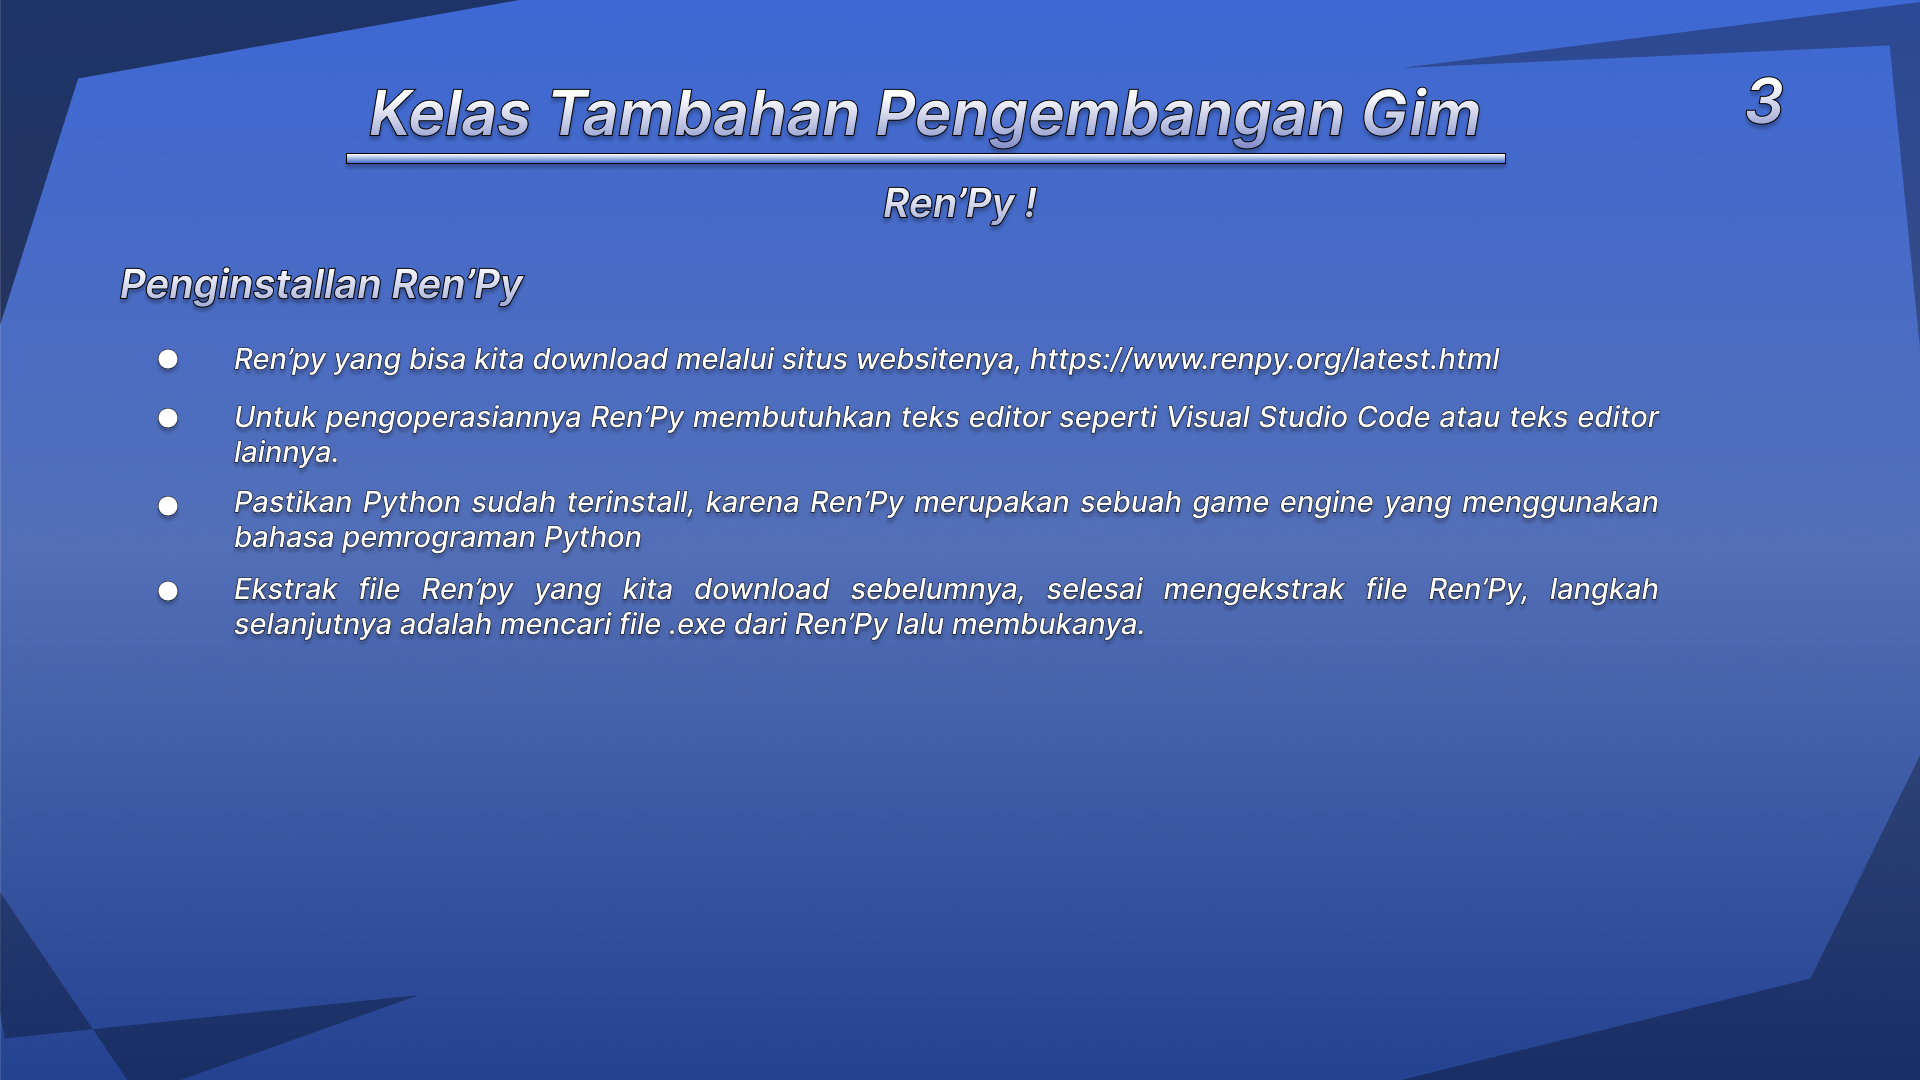 Kelas Tambahan Pengembangan Gim
3
Ren’Py !
Penginstallan Ren’Py
● Ren’py yang bisa kita download melalui situs websitenya, https://www.renpy.org/latest.html
● Untuk pengoperasiannya Ren’Py membutuhkan teks editor seperti Visual Studio Code atau teks editor
lainnya.
● Pastikan Python sudah terinstall, karena Ren’Py merupakan sebuah game engine yang menggunakan
bahasa pemrograman Python
● Ekstrak file Ren’py yang kita download sebelumnya, selesai mengekstrak file Ren’Py, langkah
selanjutnya adalah mencari file .exe dari Ren’Py lalu membukanya.